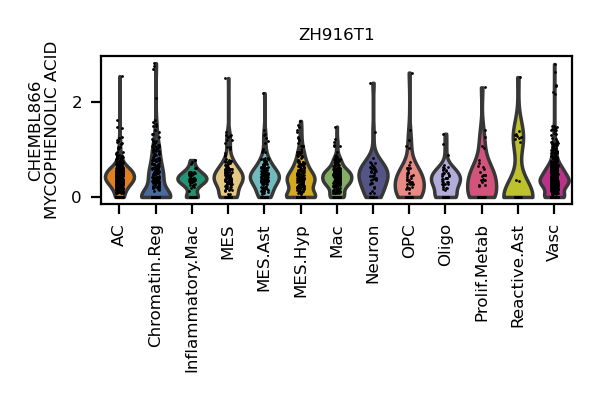 ZH916T1
CHEMBL866
MYCOPHENOLIC ACID
2
0
AC
Chromatin.Reg
Inflammatory.Mac
MES
MES.Ast
MES.Hyp
Mac
Neuron
OPC
Oligo
Prolif.Metab
Reactive.Ast
Vasc